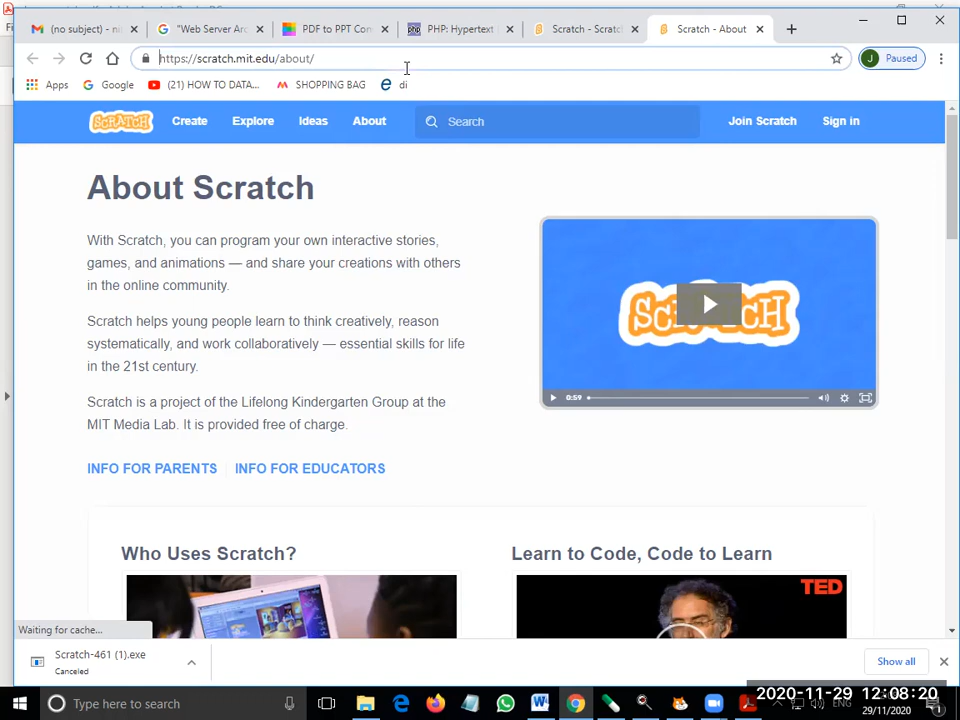 (no subject) - ni
"Web Server Arc
PDF to PPT Com
php
PHP: Hypertext
Scratch - Scratc
Scratch - About
https://scratch.mit.edu/about/
J Paused
Apps
Google
(21) HOW TO DATA...
SHOPPING BAG
di
SCRATCH
Create
Explore
Ideas
About
Search
Join Scratch
Sign in
About Scratch
With Scratch, you can program your own interactive stories,
games, and animations — and share your creations with others
in the online community.
Scratch helps young people learn to think creatively, reason
systematically, and work collaboratively — essential skills for life
in the 21st century.
Scratch is a project of the Lifelong Kindergarten Group at the
MIT Media Lab. It is provided free of charge.
SCRATCH
0:59
INFO FOR PARENTS
INFO FOR EDUCATORS
Who Uses Scratch?
Learn to Code, Code to Learn
TED
Waiting for cache...
Scratch-461 (1).exe
Canceled
Show all
Type here to search
ENG
2020-11-29 12:08:20
29/11/2020